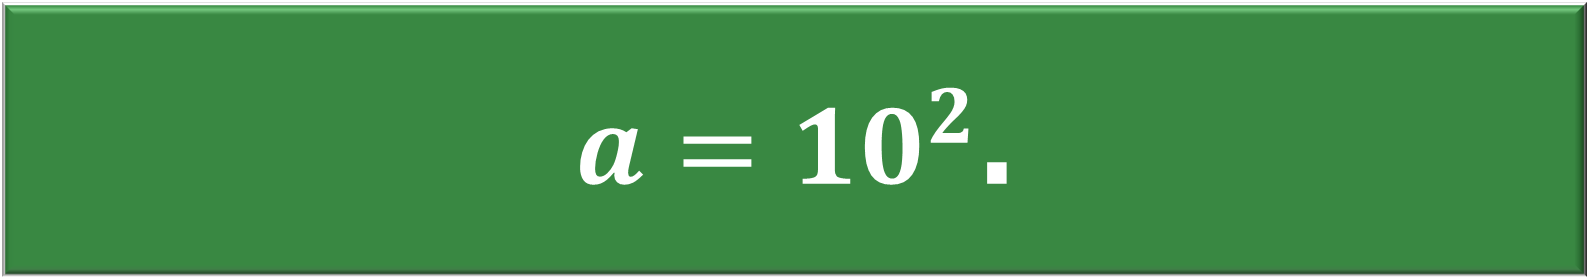 a = 10².